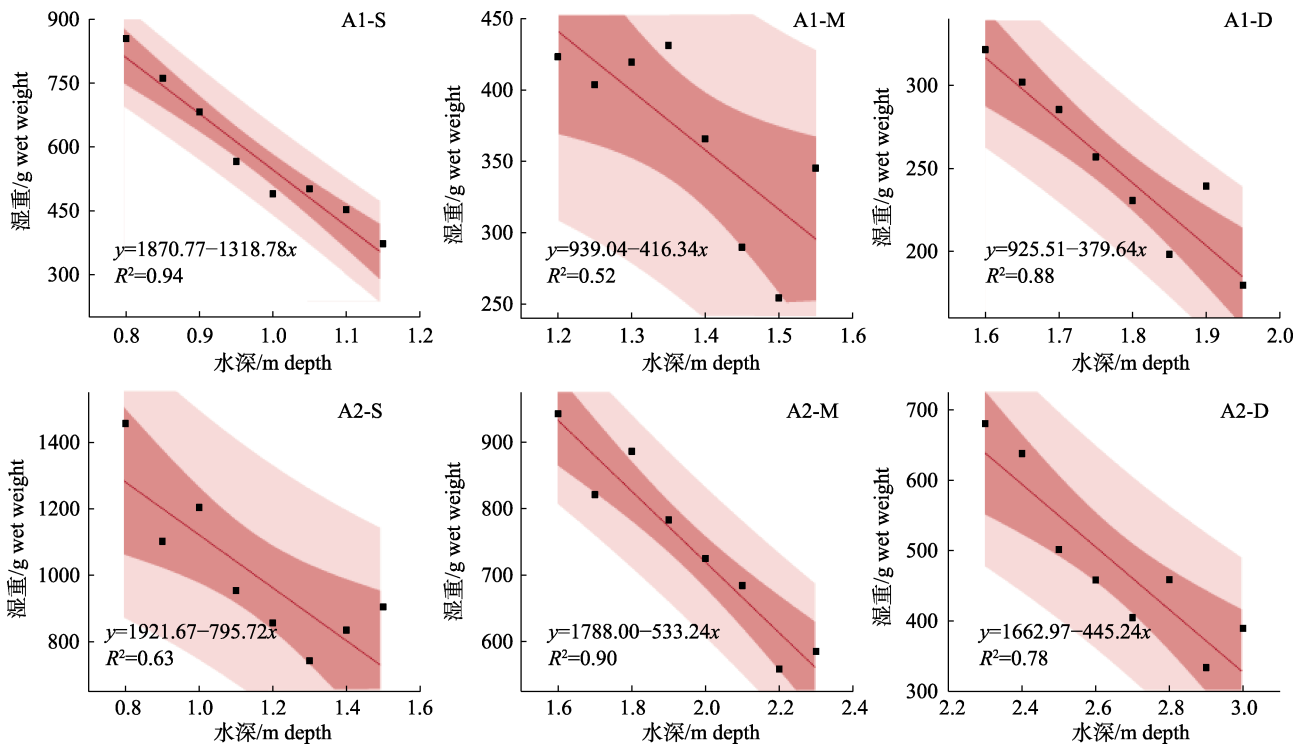 A1-S
900
750
600
450
300
湿重/g wet weight
y=1870.77−1318.78x
R²=0.94
0.8 0.9 1.0 1.1 1.2
水深/m depth
A1-M
450
400
350
300
250
湿重/g wet weight
y=939.04−416.34x
R²=0.52
1.2 1.3 1.4 1.5 1.6
水深/m depth
A1-D
300
200
湿重/g wet weight
y=925.51−379.64x
R²=0.88
1.6 1.7 1.8 1.9 2.0
水深/m depth
A2-S
1400
1200
1000
800
湿重/g wet weight
y=1921.67−795.72x
R²=0.63
0.8 1.0 1.2 1.4 1.6
水深/m depth
A2-M
900
800
700
600
湿重/g wet weight
y=1788.00−533.24x
R²=0.90
1.6 1.8 2.0 2.2 2.4
水深/m depth
A2-D
700
600
500
400
300
湿重/g wet weight
y=1662.97−445.24x
R²=0.78
2.2 2.4 2.6 2.8 3.0
水深/m depth